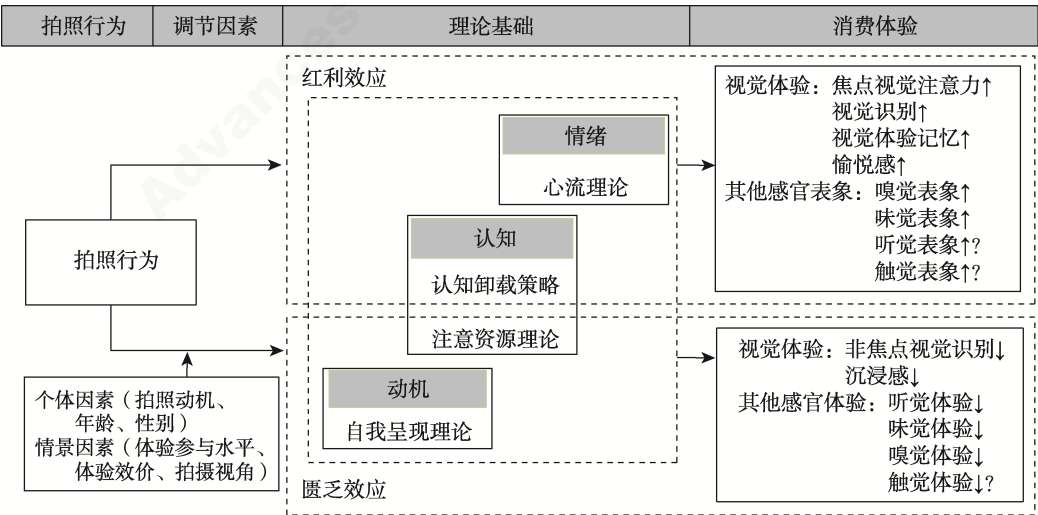 拍照行为 调节因素 理论基础 消费体验
Advances
红利效应
情绪
心流理论
认知
认知卸载策略
注意资源理论
动机
自我呈现理论
匮乏效应
拍照行为
个体因素（拍照动机、
年龄、性别）
情景因素（体验参与水平、
体验效价、拍摄视角）
视觉体验：焦点视觉注意力↑
视觉识别↑
视觉体验记忆↑
愉悦感↑
其他感官表象：嗅觉表象↑
味觉表象↑
听觉表象↑?
触觉表象↑?
视觉体验：非焦点视觉识别↓
沉浸感↓
其他感官体验：听觉体验↓
味觉体验↓
嗅觉体验↓
触觉体验↓?